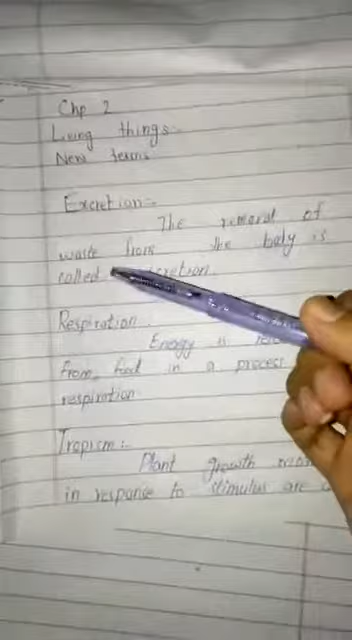 Chp 2
Living things:-
New terms
Excretion:-
The removal of
waste from the body is
called excretion.
Respiration
Energy is
from food in a process
respiration
Tropism:-
Plant growth
in response to stimulus are